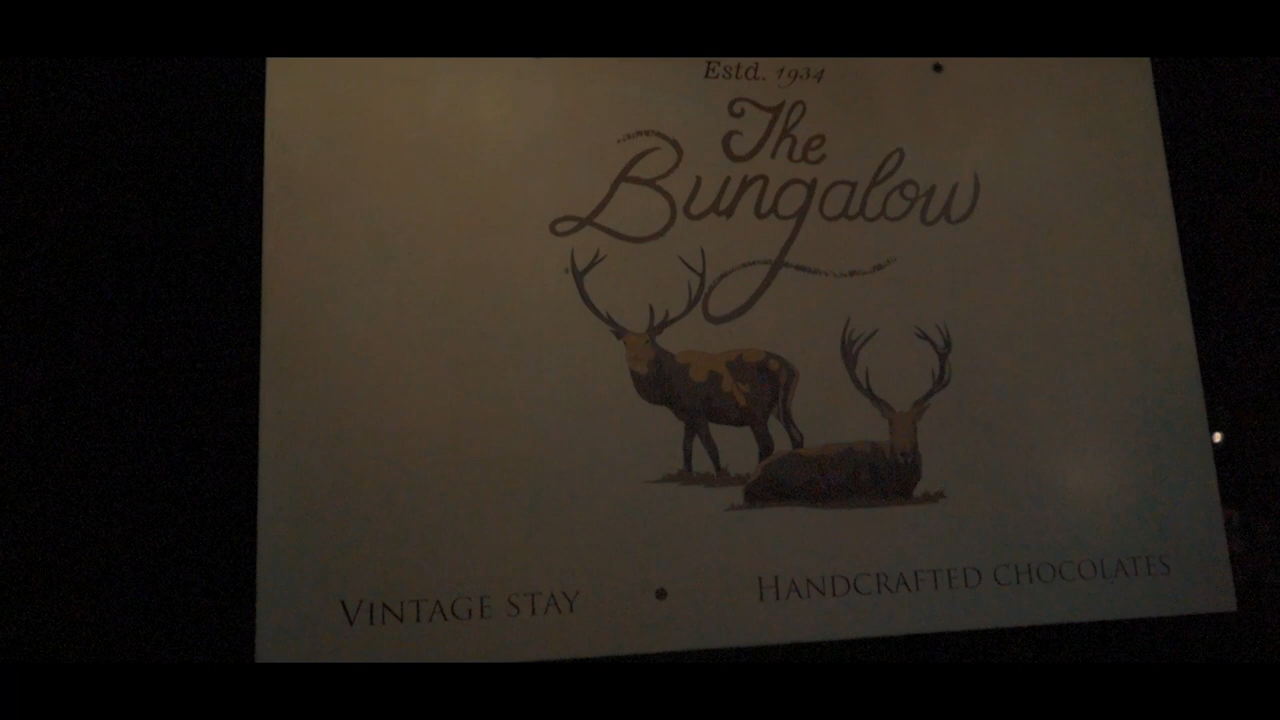 Estd. 1934
The
Bungalow
VINTAGE STAY • HANDCRAFTED CHOCOLATES